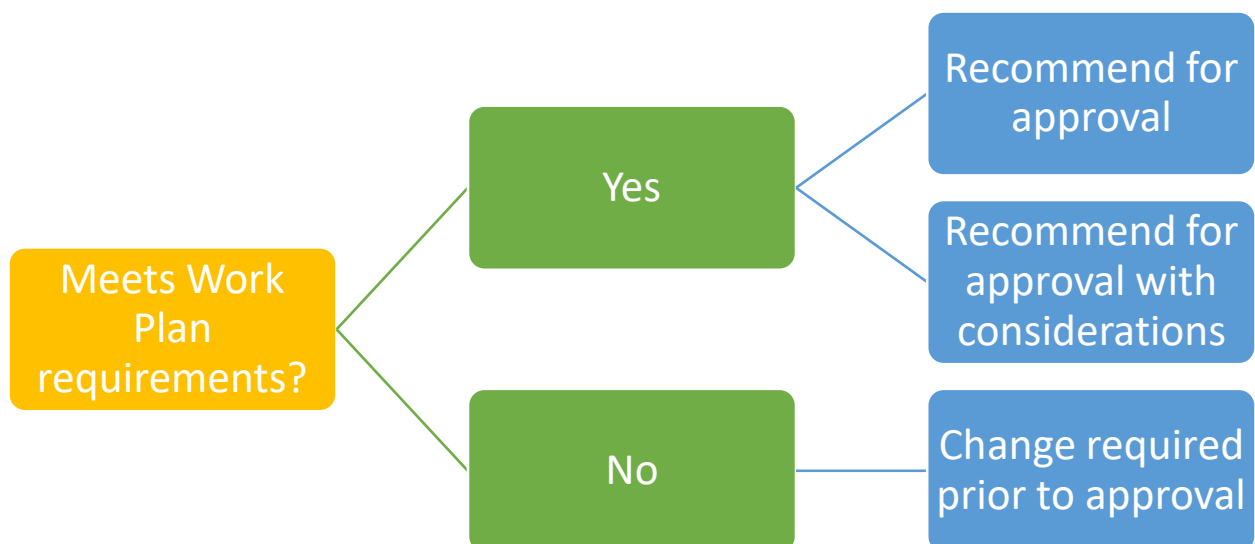 Meets Work
Plan
requirements?
Yes
No
Recommend for
approval
Recommend for
approval with
considerations
Change required
prior to approval